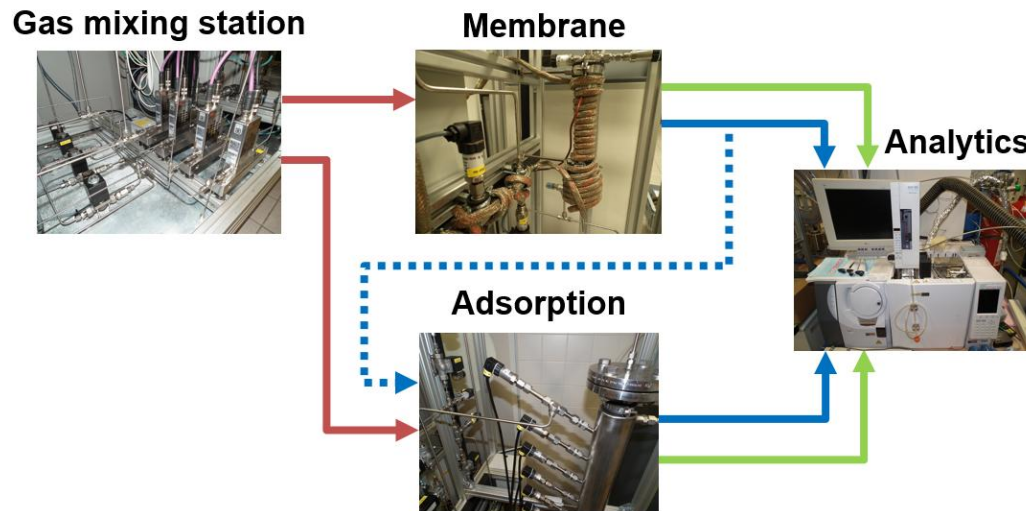 Gas mixing station
Membrane
Analytics
Adsorption